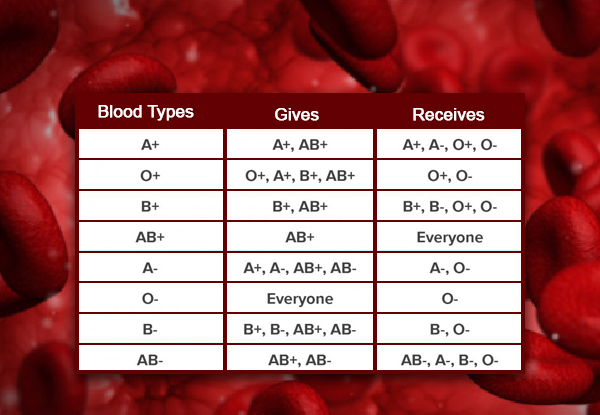 Blood Types Gives Receives
A+ A+, AB+ A+, A-, O+, O-
O+ O+, A+, B+, AB+ O+, O-
B+ B+, AB+ B+, B-, O+, O-
AB+ AB+ Everyone
A- A+, A-, AB+, AB- A-, O-
O- Everyone O-
B- B+, B-, AB+, AB- B-, O-
AB- AB+, AB- AB-, A-, B-, O-